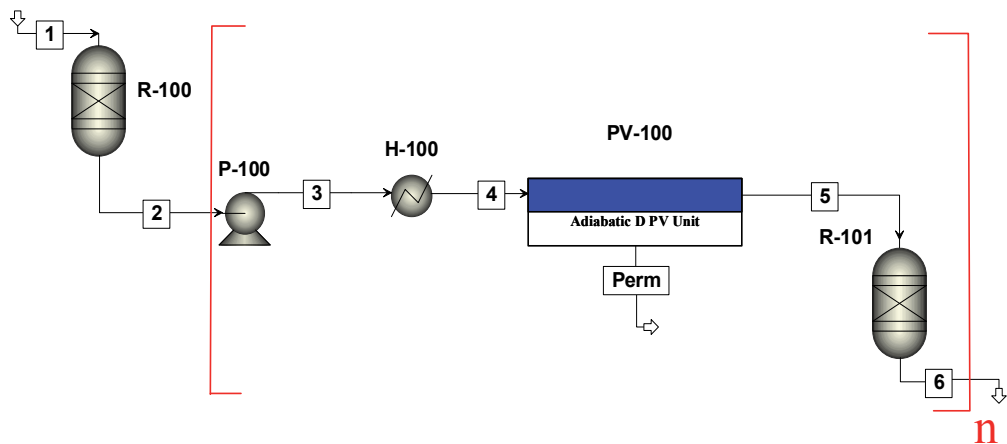 1
R-100
2
P-100
3
H-100
4
PV-100
Adiabatic D PV Unit
Perm
5
R-101
6
n